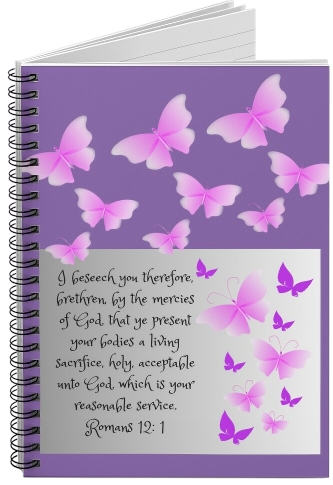 I beseech you therefore,
brethren, by the mercies
of God, that ye present
your bodies a living
sacrifice, holy, acceptable
unto God, which is your
reasonable service.
Romans 12: 1